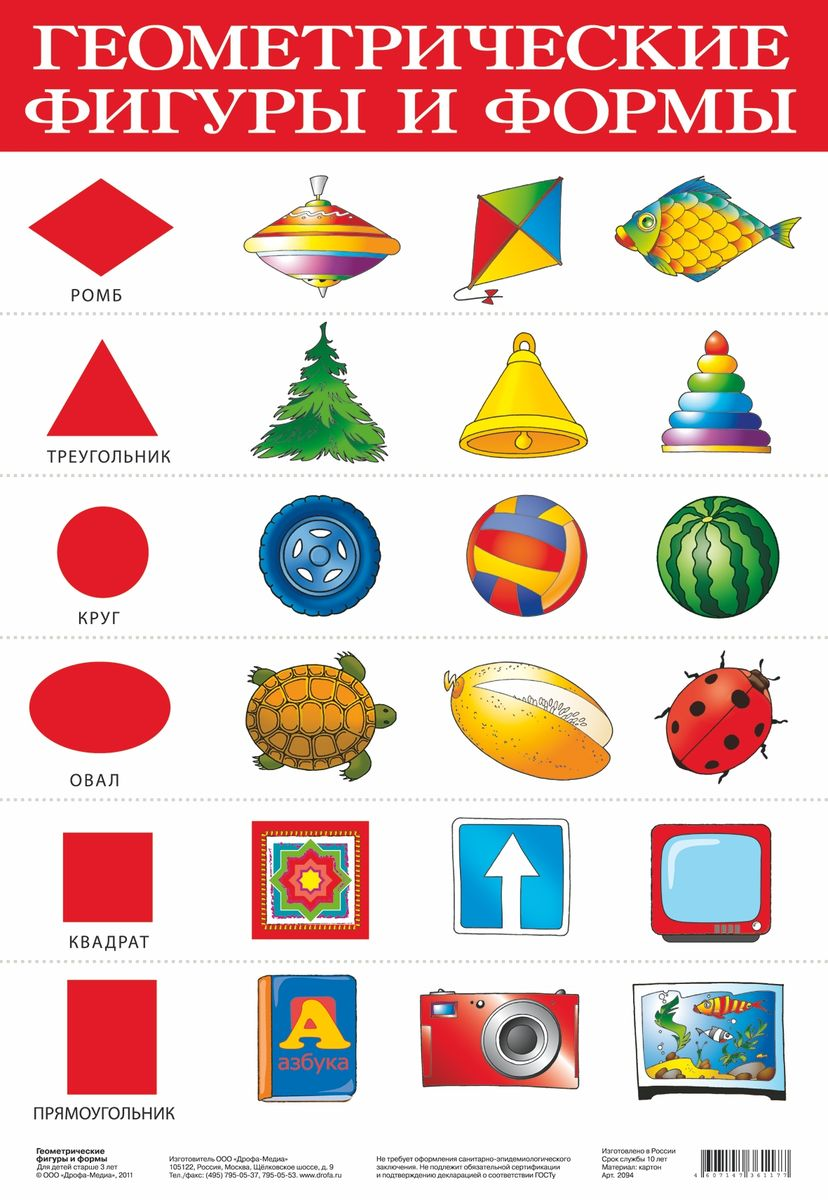 ГЕОМЕТРИЧЕСКИЕ
ФИГУРЫ И ФОРМЫ
РОМБ
ТРЕУГОЛЬНИК
КРУГ
ОВАЛ
КВАДРАТ
А
азбука
ПРЯМОУГОЛЬНИК
Геометрические
фигуры и формы
Для детей старше 3 лет
© ООО «Дрофа-Медиа», 2011
Изготовитель ООО «Дрофа-Медиа»
105122, Россия, Москва, Щёлковское шоссе, д. 9
Тел./факс: (495) 795-05-37, 795-05-53. www.drofa.ru
Не требует оформления санитарно-эпидемиологического
заключения. Не подлежит обязательной сертификации
и подтверждению декларацией о соответствии ГОСТу
Изготовлено в России
Срок службы 10 лет
Материал: картон
Арт. 2094
4 607147 361177